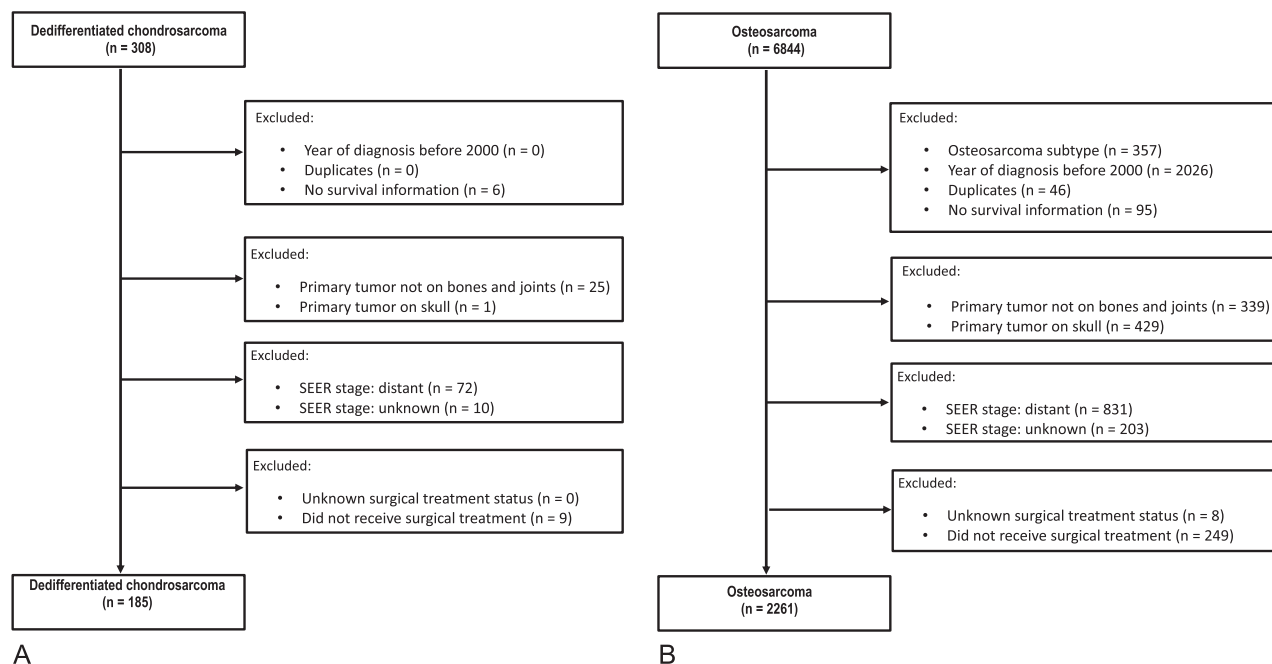 Dedifferentiated chondrosarcoma
(n = 308)
Excluded:
• Year of diagnosis before 2000 (n = 0)
• Duplicates (n = 0)
• No survival information (n = 6)
Excluded:
• Primary tumor not on bones and joints (n = 25)
• Primary tumor on skull (n = 1)
Excluded:
• SEER stage: distant (n = 72)
• SEER stage: unknown (n = 10)
Excluded:
• Unknown surgical treatment status (n = 0)
• Did not receive surgical treatment (n = 9)
Dedifferentiated chondrosarcoma
(n = 185)
A
Osteosarcoma
(n = 6844)
Excluded:
• Osteosarcoma subtype (n = 357)
• Year of diagnosis before 2000 (n = 2026)
• Duplicates (n = 46)
• No survival information (n = 95)
Excluded:
• Primary tumor not on bones and joints (n = 339)
• Primary tumor on skull (n = 429)
Excluded:
• SEER stage: distant (n = 831)
• SEER stage: unknown (n = 203)
Excluded:
• Unknown surgical treatment status (n = 8)
• Did not receive surgical treatment (n = 249)
Osteosarcoma
(n = 2261)
B